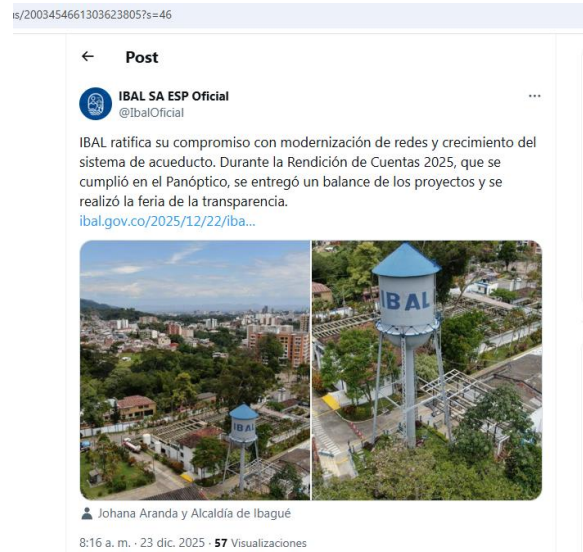 is/2003454661303623805?s=46
Post
IBAL SA ESP Oficial
@IbalOficial
IBAL ratifica su compromiso con modernización de redes y crecimiento del
sistema de acueducto. Durante la Rendición de Cuentas 2025, que se
cumplió en el Panóptico, se entregó un balance de los proyectos y se
realizó la feria de la transparencia.
ibal.gov.co/2025/12/22/iba...
IBAL
IBAL
Johana Aranda y Alcaldía de Ibagué
8:16 a. m. · 23 dic. 2025 · 57 Visualizaciones